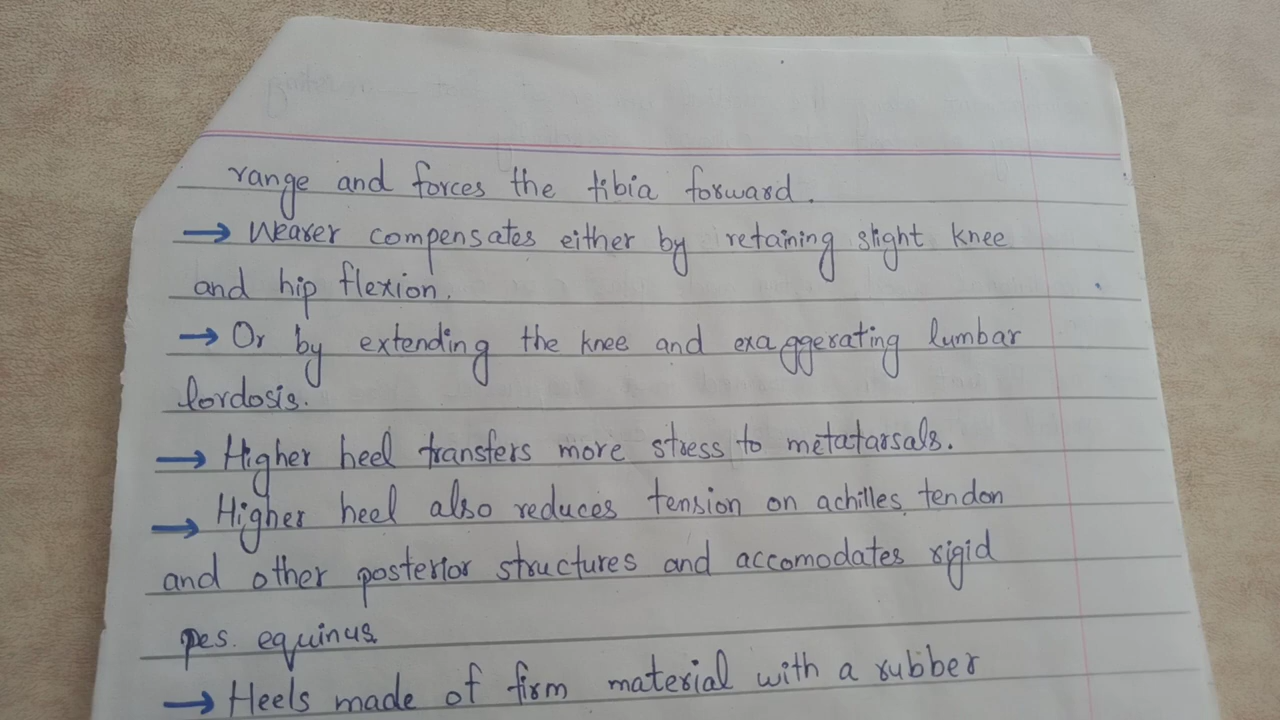 range and forces the tibia forward.
→ Wearer compensates either by retaining slight knee
and hip flexion.
→ Or by extending the knee and exaggerating lumbar
lordosis.
→ Higher heel transfers more stress to metatarsals.
→ Higher heel also reduces tension on achilles tendon
and other posterior structures and accomodates rigid
pes. equinus
→ Heels made of firm material with a rubber